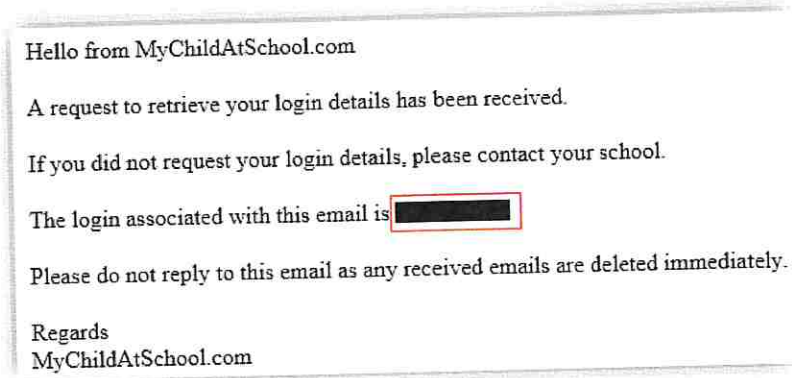 Hello from MyChildAtSchool.com
A request to retrieve your login details has been received.
If you did not request your login details, please contact your school.
The login associated with this email is
Please do not reply to this email as any received emails are deleted immediately.
Regards
MyChildAtSchool.com